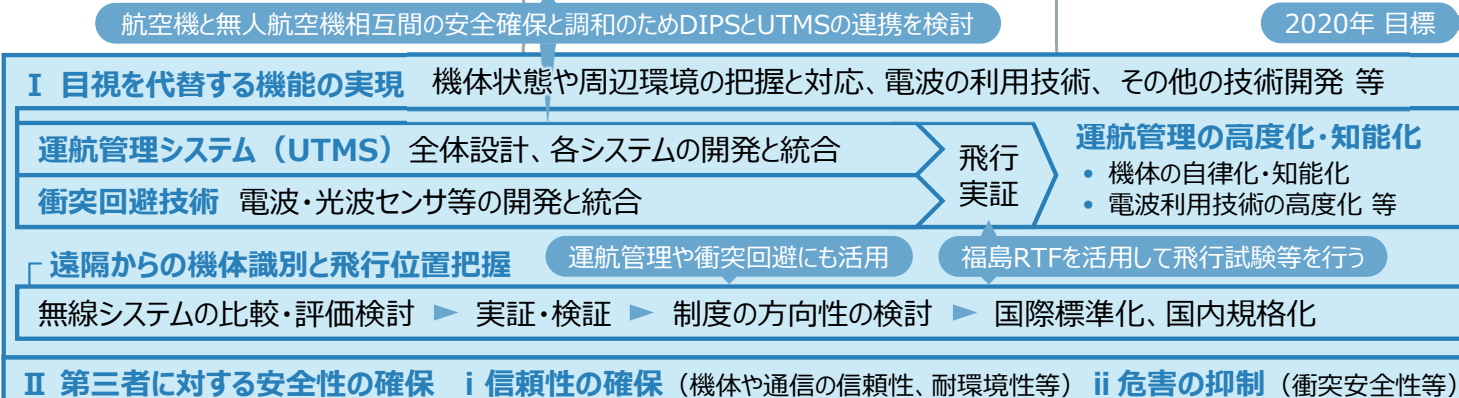 航空機と無人航空機相互間の安全確保と調和のためDIPSとUTMSの連携を検討
2020年 目標
Ⅰ 目視を代替する機能の実現 機体状態や周辺環境の把握と対応、電波の利用技術、その他の技術開発 等
運航管理システム（UTMS）全体設計、各システムの開発と統合
衝突回避技術 電波・光波センサ等の開発と統合
飛行
実証
運航管理の高度化・知能化
• 機体の自律化・知能化
• 電波利用技術の高度化 等
遠隔からの機体識別と飛行位置把握
運航管理や衝突回避にも活用
福島RTFを活用して飛行試験等を行う
無線システムの比較・評価検討 ► 実証・検証 ► 制度の方向性の検討 ► 国際標準化、国内規格化
Ⅱ 第三者に対する安全性の確保 ⅰ 信頼性の確保（機体や通信の信頼性、耐環境性等）ⅱ 危害の抑制（衝突安全性等）